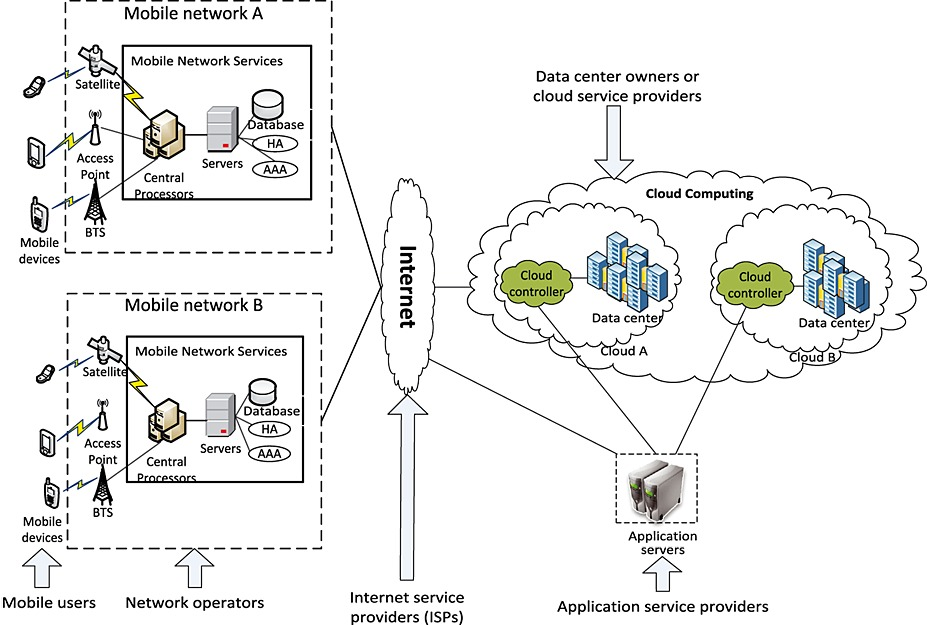 Mobile network A
Mobile Network Services
Satellite
Database
HA
AAA
Access
Point
Servers
Central
Processors
BTS
Mobile
devices
Mobile network B
Mobile Network Services
Satellite
Database
HA
AAA
Access
Point
Servers
Central
Processors
BTS
Mobile
devices
Mobile users
Network operators
Internet
Internet service
providers (ISPs)
Data center owners or
cloud service providers
Cloud Computing
Cloud
controller
Data center
Cloud A
Cloud
controller
Data center
Cloud B
Application
servers
Application service providers